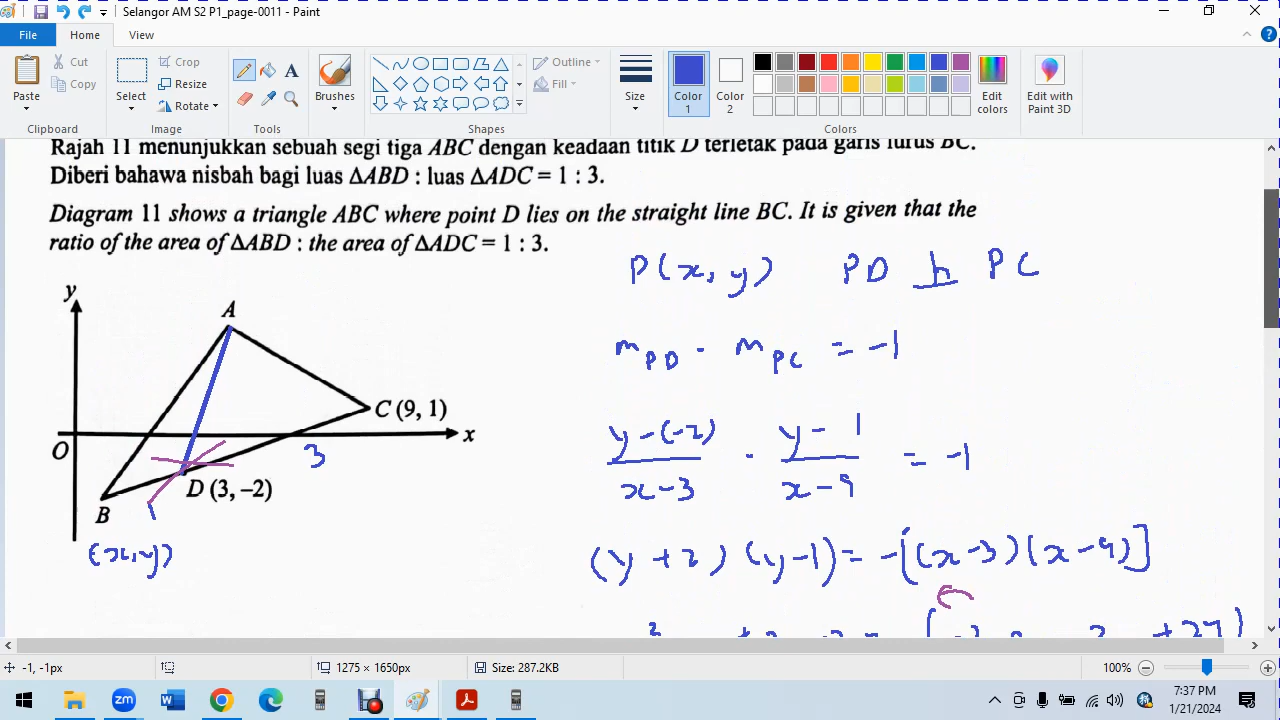 Selangor AM S2 P1_page-0011 - Paint
File Home View
Paste Cut Copy
Select Crop Resize Rotate
Brushes
Size
Outline
Fill
Color 1
Color 2
Edit colors
Edit with Paint 3D
Clipboard Image Tools Shapes Colors
Rajah 11 menunjukkan sebuah segi tiga ABC dengan keadaan titik D terletak pada garis lurus BC.
Diberi bahawa nisbah bagi luas ΔABD : luas ΔADC = 1 : 3.
Diagram 11 shows a triangle ABC where point D lies on the straight line BC. It is given that the
ratio of the area of ΔABD : the area of ΔADC = 1 : 3.
P(x, y) PD ⊥ PC
y
A
m_PD · m_PC = -1
C (9, 1)
O
x
3
y-(-2)/x-3 · y-1/x-9 = -1
D (3, –2)
B
(x,y)
(y+2)(y-1) = -[(x-3)(x-9)]
-1, -1px
1275 × 1650px
Size: 287.2KB
100%
zm
7:37 PM
1/21/2024